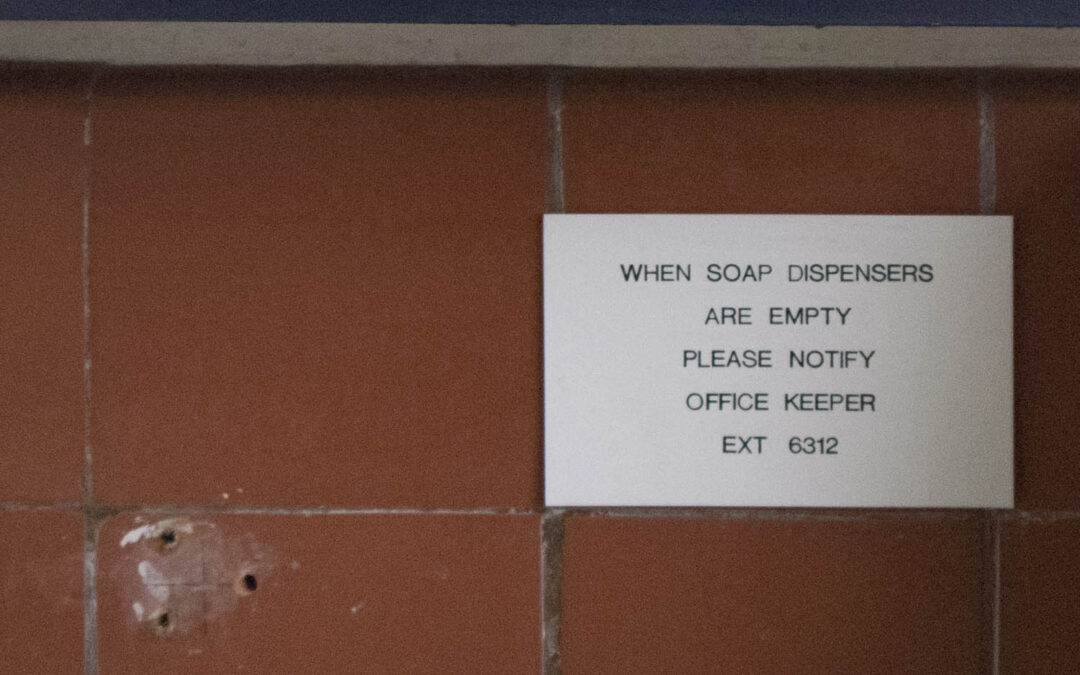 WHEN SOAP DISPENSERS
ARE EMPTY
PLEASE NOTIFY
OFFICE KEEPER
EXT 6312